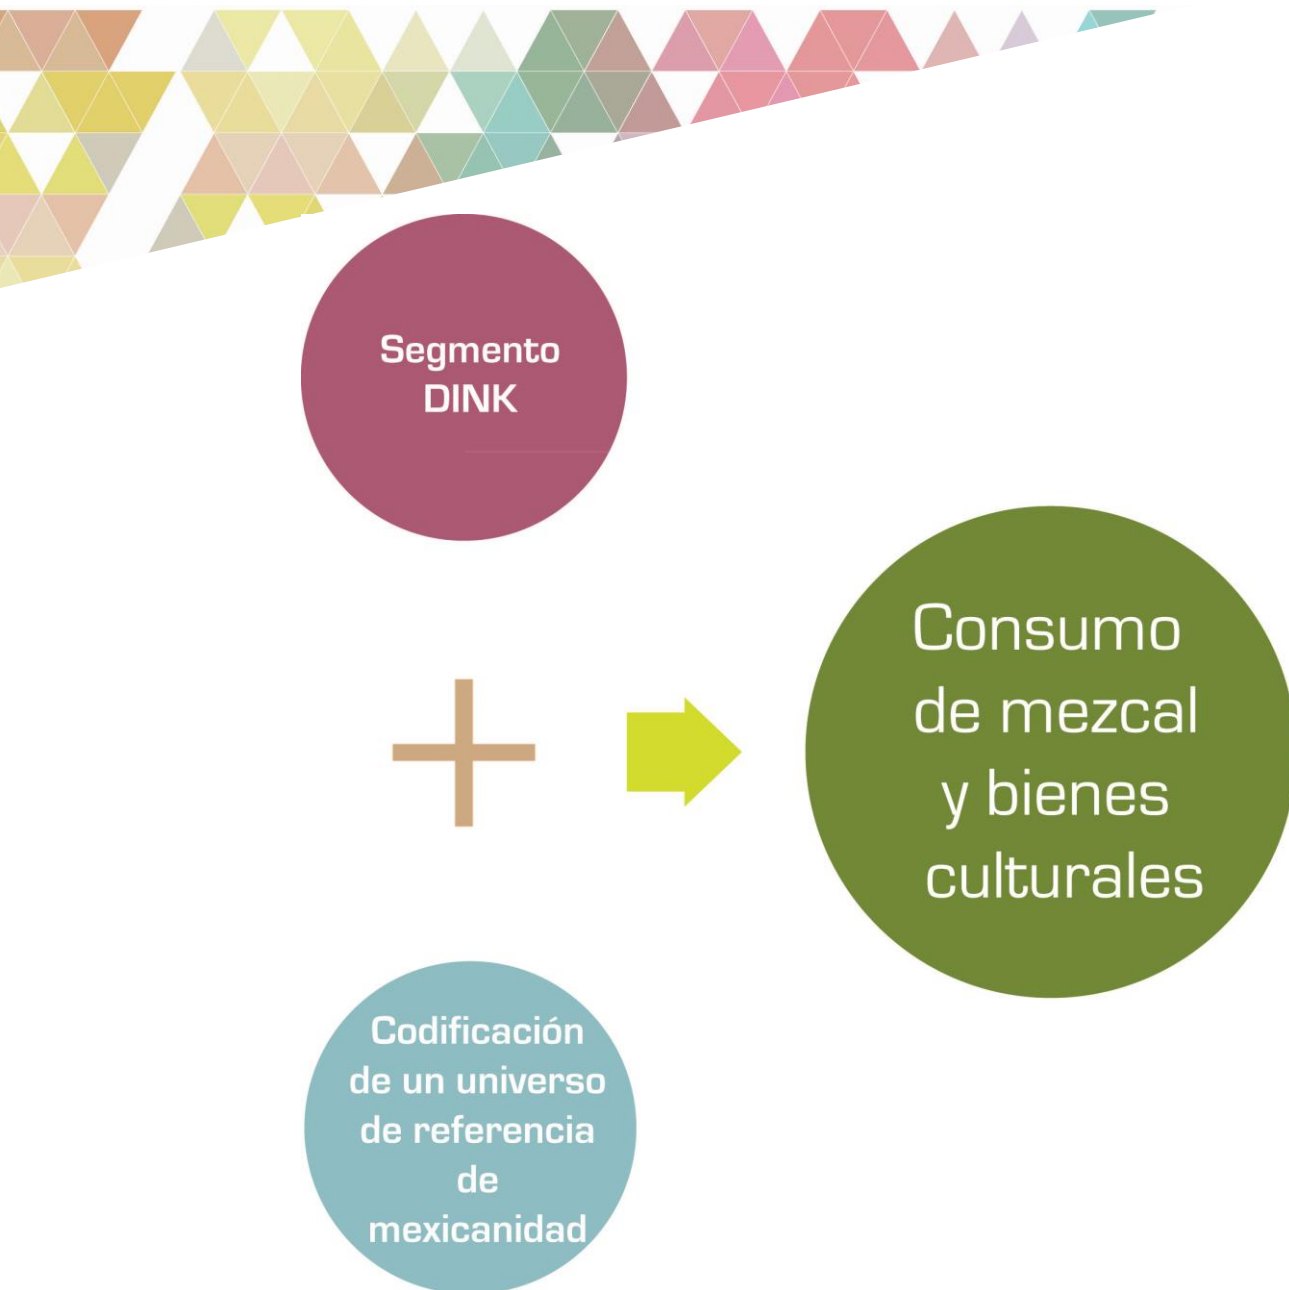 Segmento
DINK
Consumo
de mezcal
y bienes
culturales
Codificación
de un universo
de referencia
de
mexicanidad